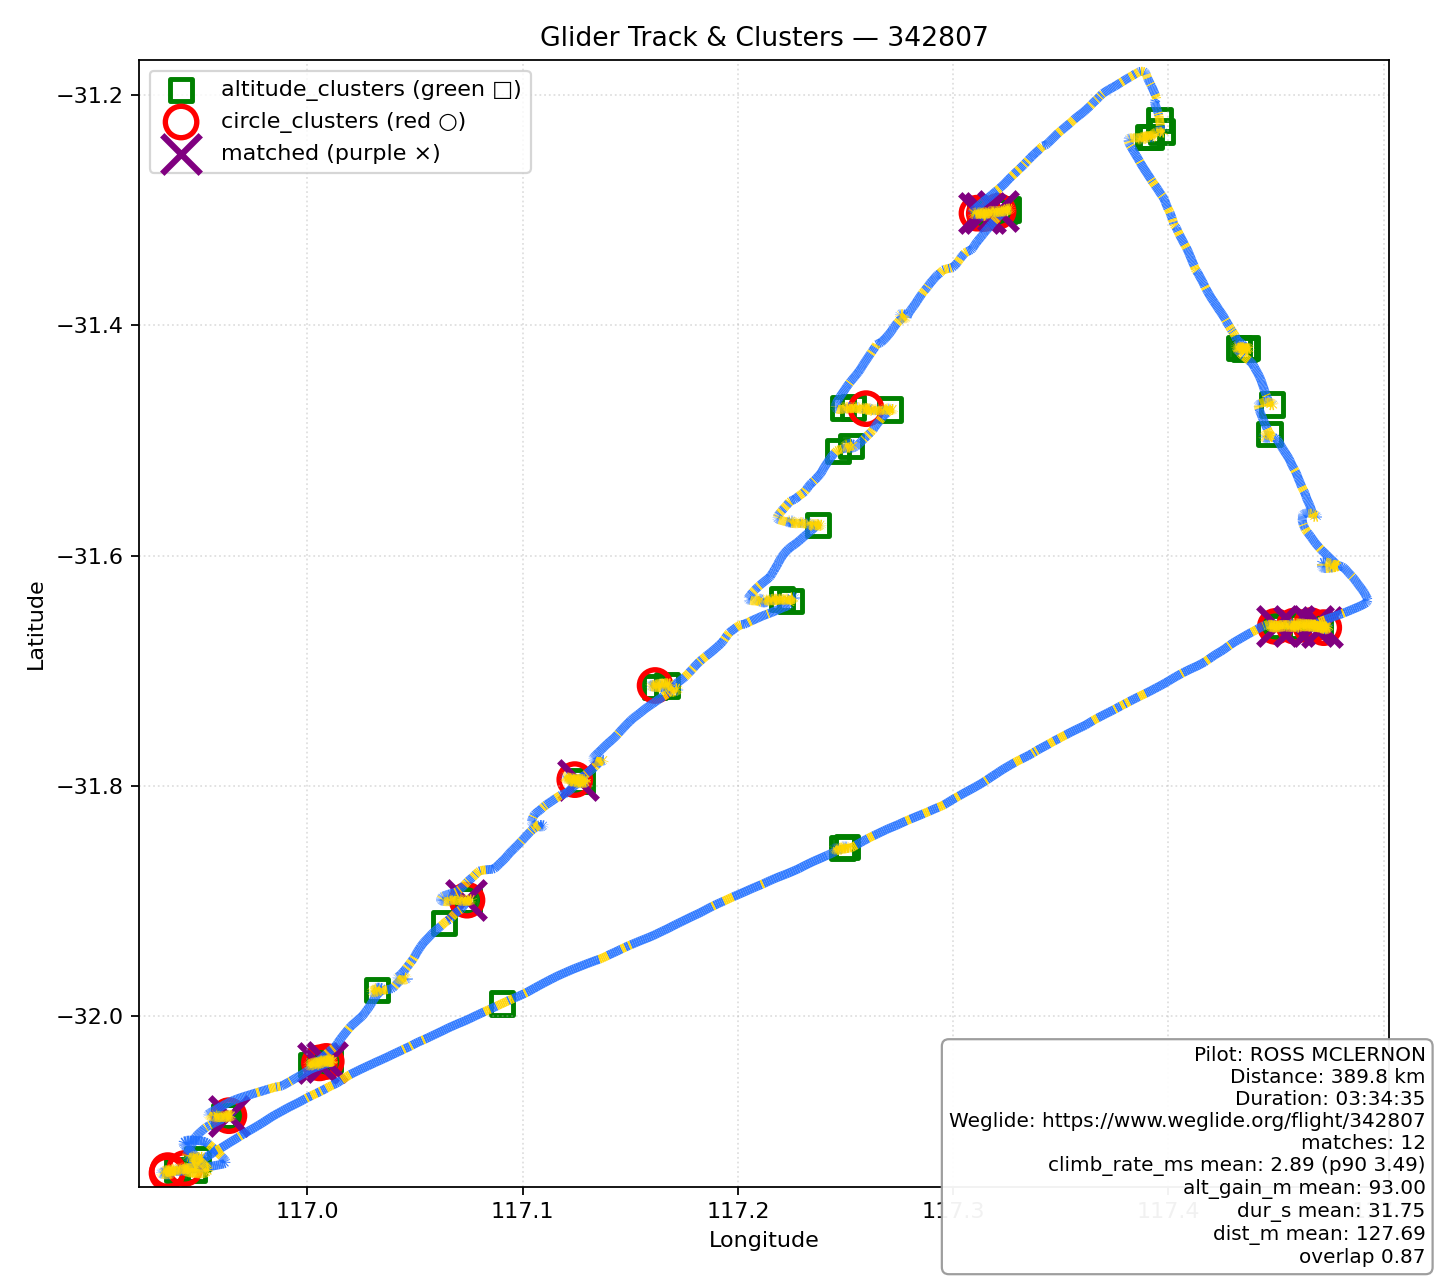 Glider Track & Clusters — 342807
altitude_clusters (green □)
circle_clusters (red ○)
matched (purple ×)
Latitude
−31.2
−31.4
−31.6
−31.8
−32.0
117.0
117.1
117.2
117.3
117.4
Longitude
Pilot: ROSS MCLERNON
Distance: 389.8 km
Duration: 03:34:35
Weglide: https://www.weglide.org/flight/342807
matches: 12
climb_rate_ms mean: 2.89 (p90 3.49)
alt_gain_m mean: 93.00
dur_s mean: 31.75
dist_m mean: 127.69
overlap 0.87